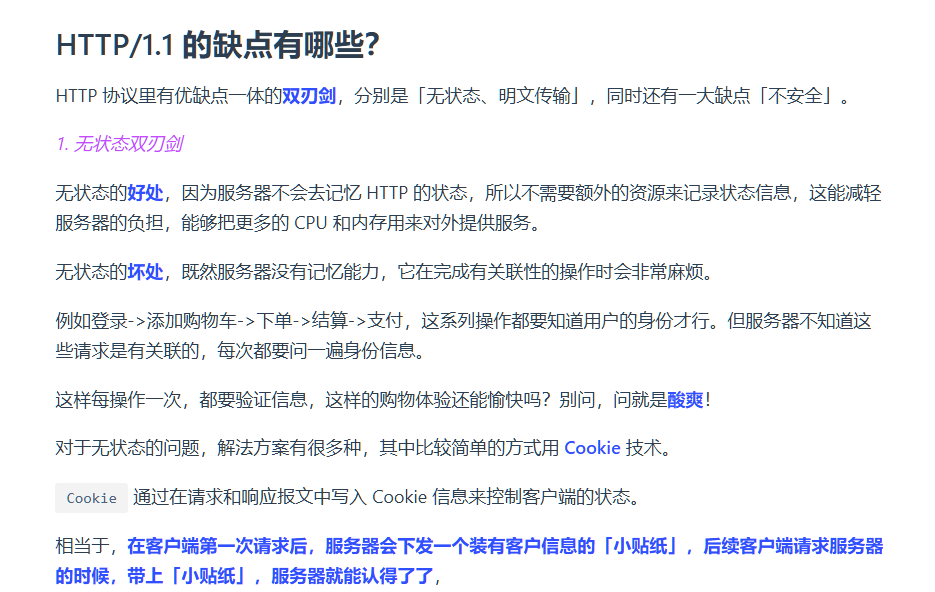 HTTP/1.1 的缺点有哪些？
HTTP 协议里有优缺点一体的双刃剑，分别是「无状态、明文传输」，同时还有一大缺点「不安全」。
1. 无状态双刃剑
无状态的好处，因为服务器不会去记忆 HTTP 的状态，所以不需要额外的资源来记录状态信息，这能减轻
服务器的负担，能够把更多的 CPU 和内存用来对外提供服务。
无状态的坏处，既然服务器没有记忆能力，它在完成有关联性的操作时会非常麻烦。
例如登录->添加购物车->下单->结算->支付，这系列操作都要知道用户的身份才行。但服务器不知道这
些请求是有关联的，每次都要问一遍身份信息。
这样每操作一次，都要验证信息，这样的购物体验还能愉快吗？别问，问就是酸爽！
对于无状态的问题，解法方案有很多种，其中比较简单的方式用 Cookie 技术。
Cookie 通过在请求和响应报文中写入 Cookie 信息来控制客户端的状态。
相当于，在客户端第一次请求后，服务器会下发一个装有客户信息的「小贴纸」，后续客户端请求服务器
的时候，带上「小贴纸」，服务器就能认得了了，